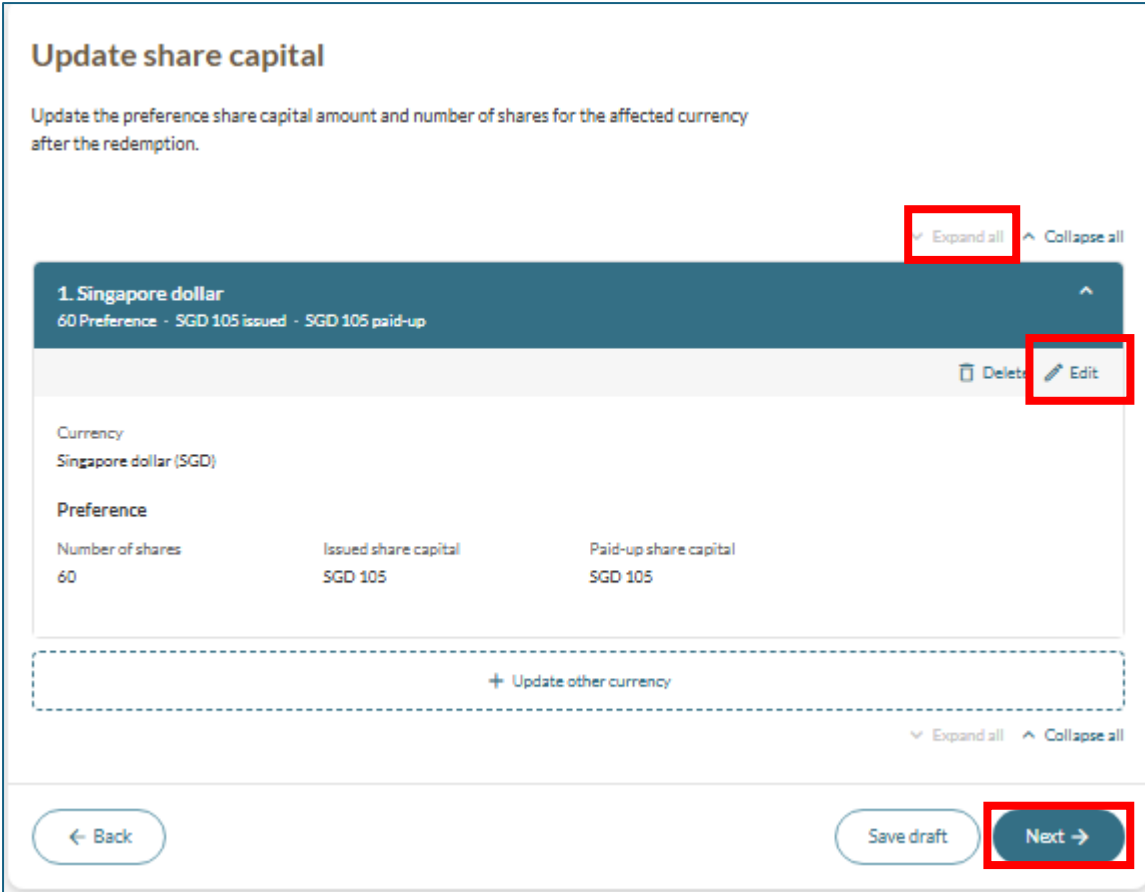 Update share capital
Update the preference share capital amount and number of shares for the affected currency
after the redemption.
Expand all Collapse all
1. Singapore dollar
60 Preference - SGD 105 issued - SGD 105 paid-up
Delete Edit
Currency
Singapore dollar (SGD)
Preference
Number of shares Issued share capital Paid-up share capital
60 SGD 105 SGD 105
+ Update other currency
Expand all Collapse all
← Back Save draft Next →